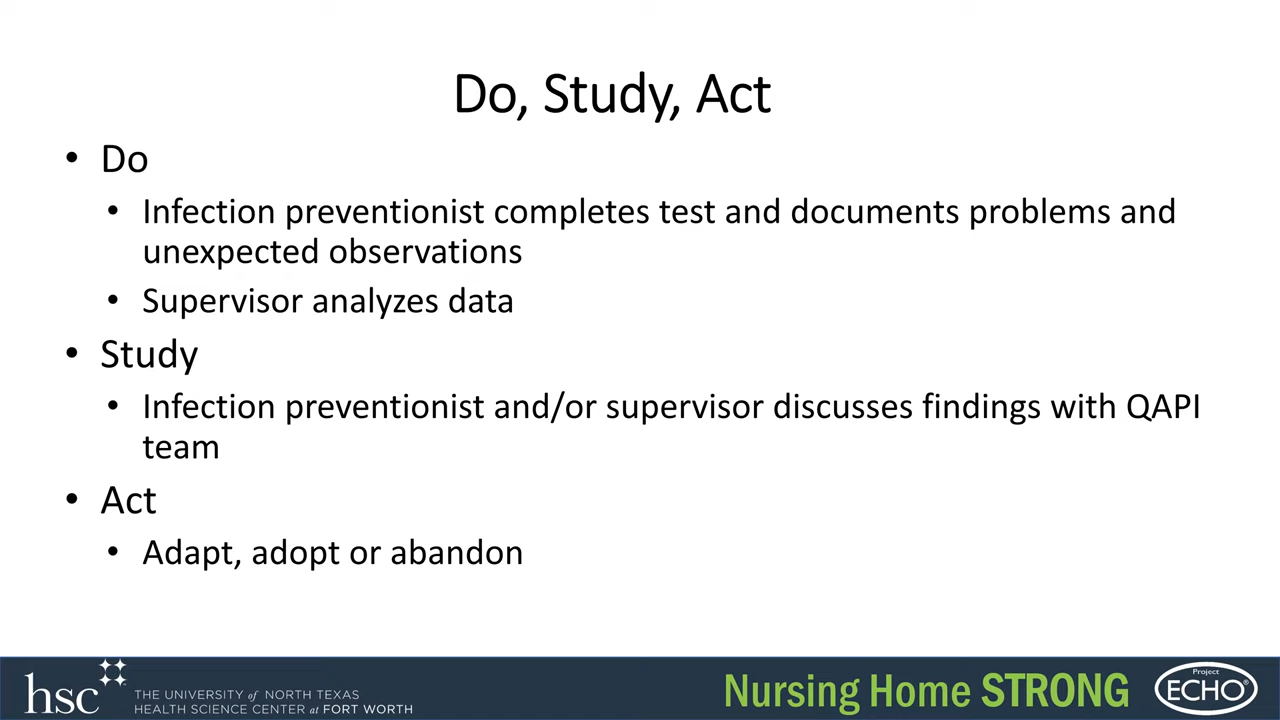 Do, Study, Act
• Do
• Infection preventionist completes test and documents problems and
unexpected observations
• Supervisor analyzes data
• Study
• Infection preventionist and/or supervisor discusses findings with QAPI
team
• Act
• Adapt, adopt or abandon
hsc
THE UNIVERSITY of NORTH TEXAS
HEALTH SCIENCE CENTER at FORT WORTH
Nursing Home STRONG
Project
ECHO®